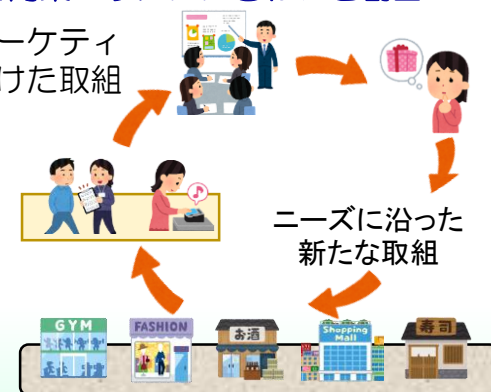 ーケティ
けた取組
ニーズに沿った
新たな取組
GYM
FASHION
お酒
Shopping
Mall
寿司